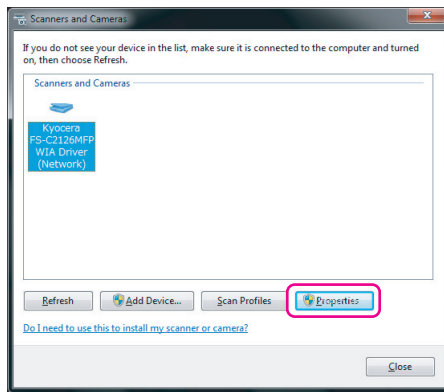 Scanners and Cameras
If you do not see your device in the list, make sure it is connected to the computer and turned
on, then choose Refresh.
Scanners and Cameras
Kyocera
FS-C2126MFP
WIA Driver
(Network)
Refresh Add Device... Scan Profiles Properties
Do I need to use this to install my scanner or camera?
Close